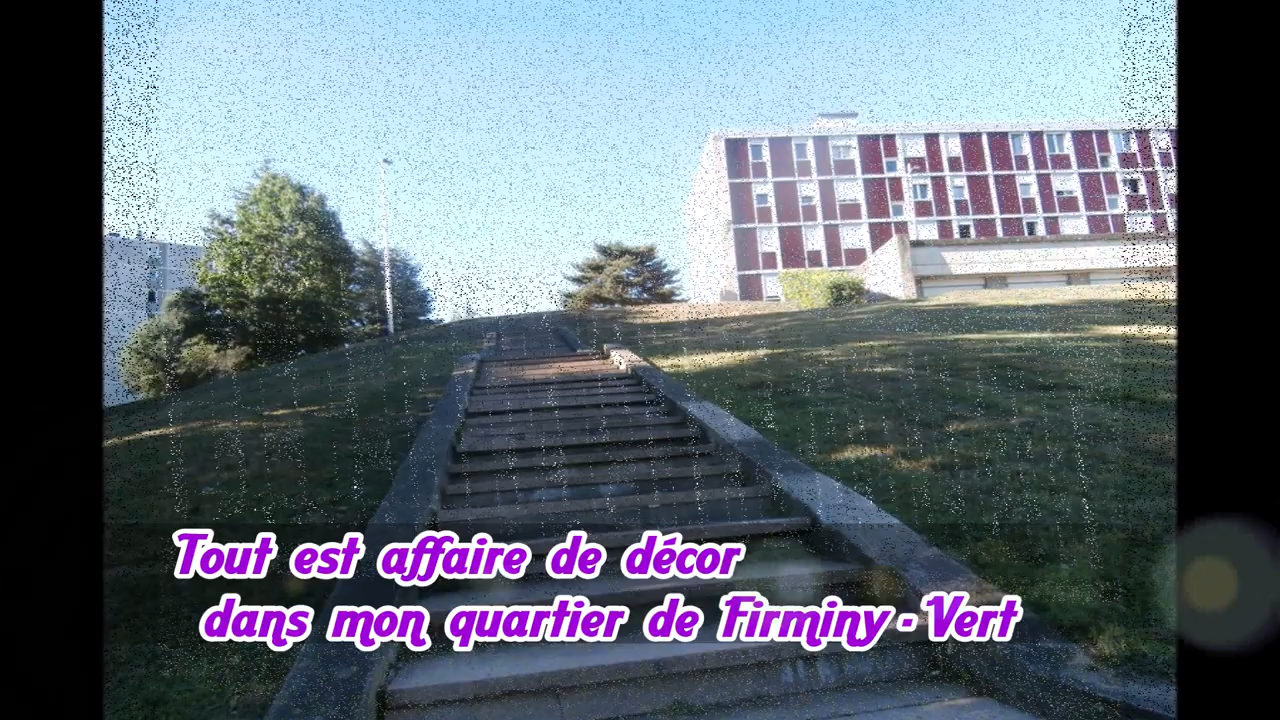 Tout est affaire de décor
dans mon quartier de Firminy - Vert